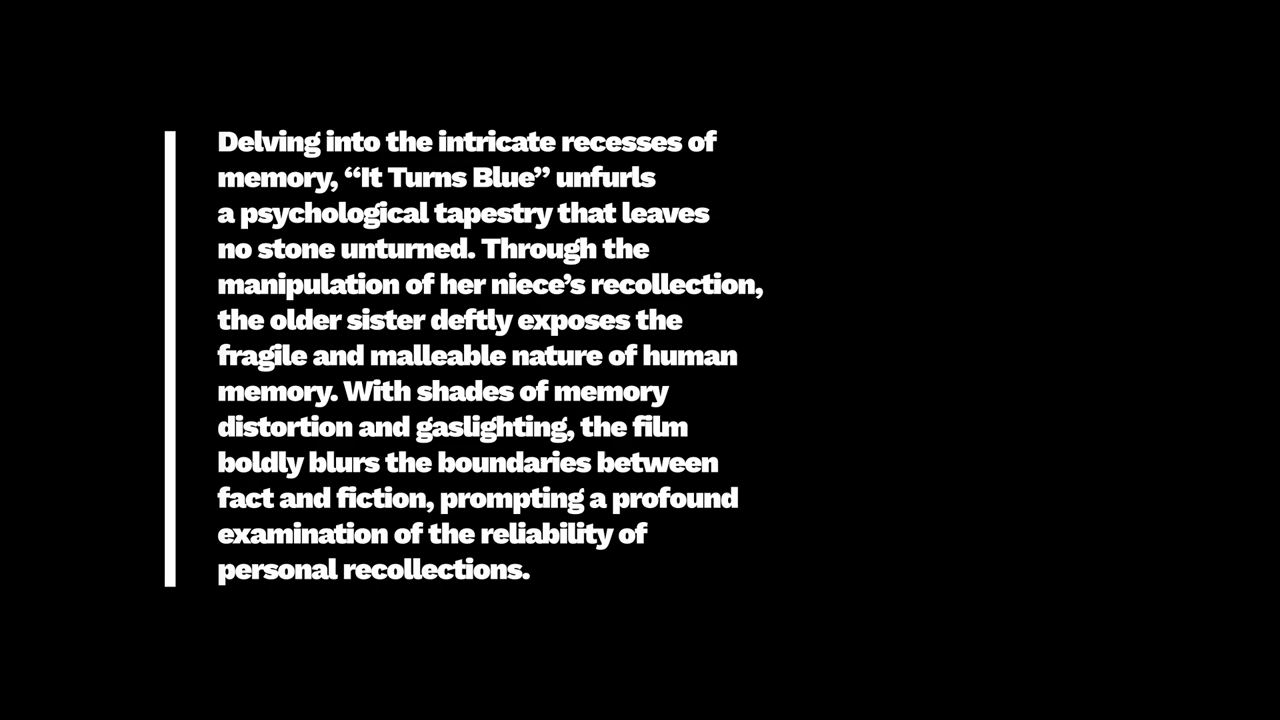 Delving into the intricate recesses of
memory, “It Turns Blue” unfurls
a psychological tapestry that leaves
no stone unturned. Through the
manipulation of her niece’s recollection,
the older sister deftly exposes the
fragile and malleable nature of human
memory. With shades of memory
distortion and gaslighting, the film
boldly blurs the boundaries between
fact and fiction, prompting a profound
examination of the reliability of
personal recollections.